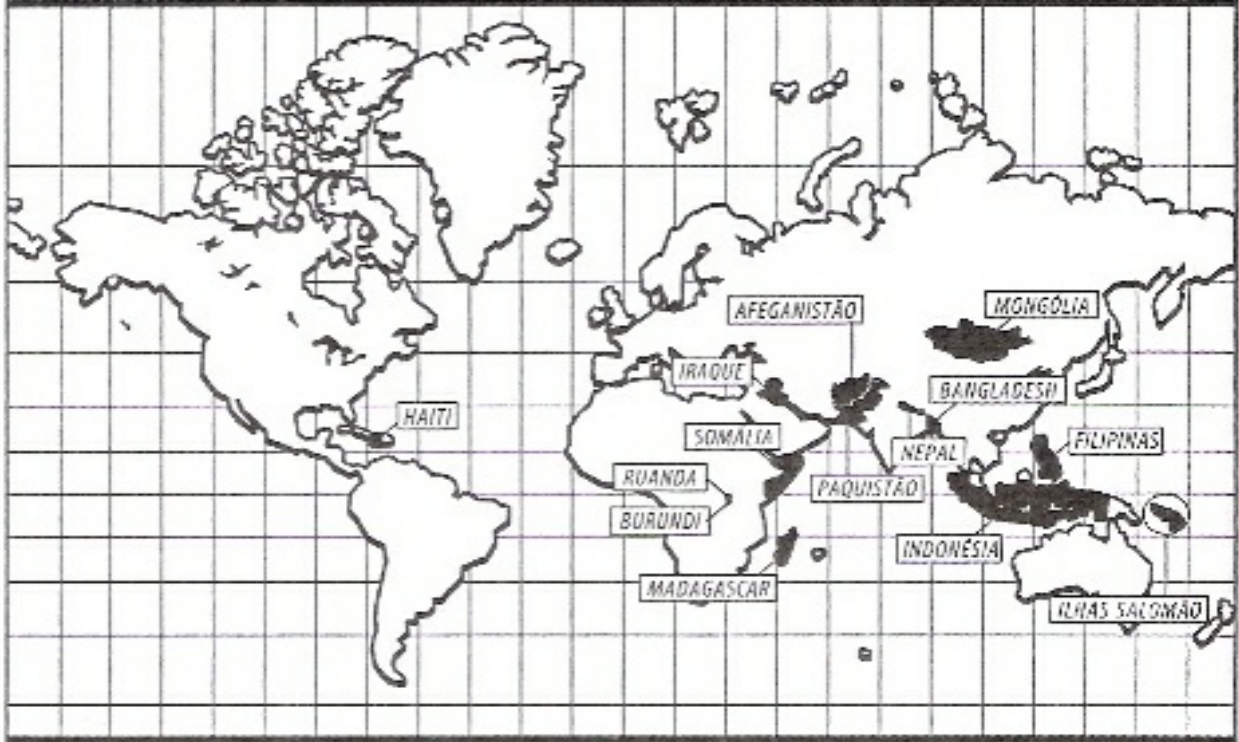 AFEGANISTÃO
MONGÓLIA
IRAQUE
BANGLADESH
HAITI
SOMÁLIA
NEPAL
FILIPINAS
RUANDA
PAQUISTÃO
BURUNDI
INDONÉSIA
MADAGASCAR
ILHAS SALOMÃO